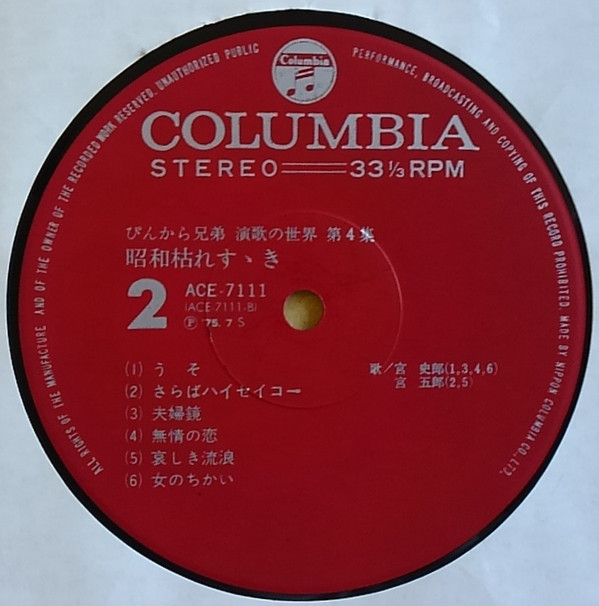 ALL RIGHTS OF THE MANUFACTURE AND OF THE OWNER OF THE RECORDED WORK RESERVED. UNAUTHORIZED PUBLIC PERFORMANCE, BROADCASTING AND COPYING OF THIS RECORD PROHIBITED. MADE BY NIPPON COLUMBIA CO., LTD.
Columbia
COLUMBIA
STEREO 33 1/3 RPM
ぴんから兄弟 演歌の世界 第4集
昭和枯れすゝき
2
ACE-7111
(ACE-7111-B)
Ⓟ '75. 7 S
(1) うそ
(2) さらばハイセイコー
(3) 夫婦鏡
(4) 無情の恋
(5) 哀しき流浪
(6) 女のちかい
歌/宮 史郎(1,3,4,6)
宮 五郎(2,5)